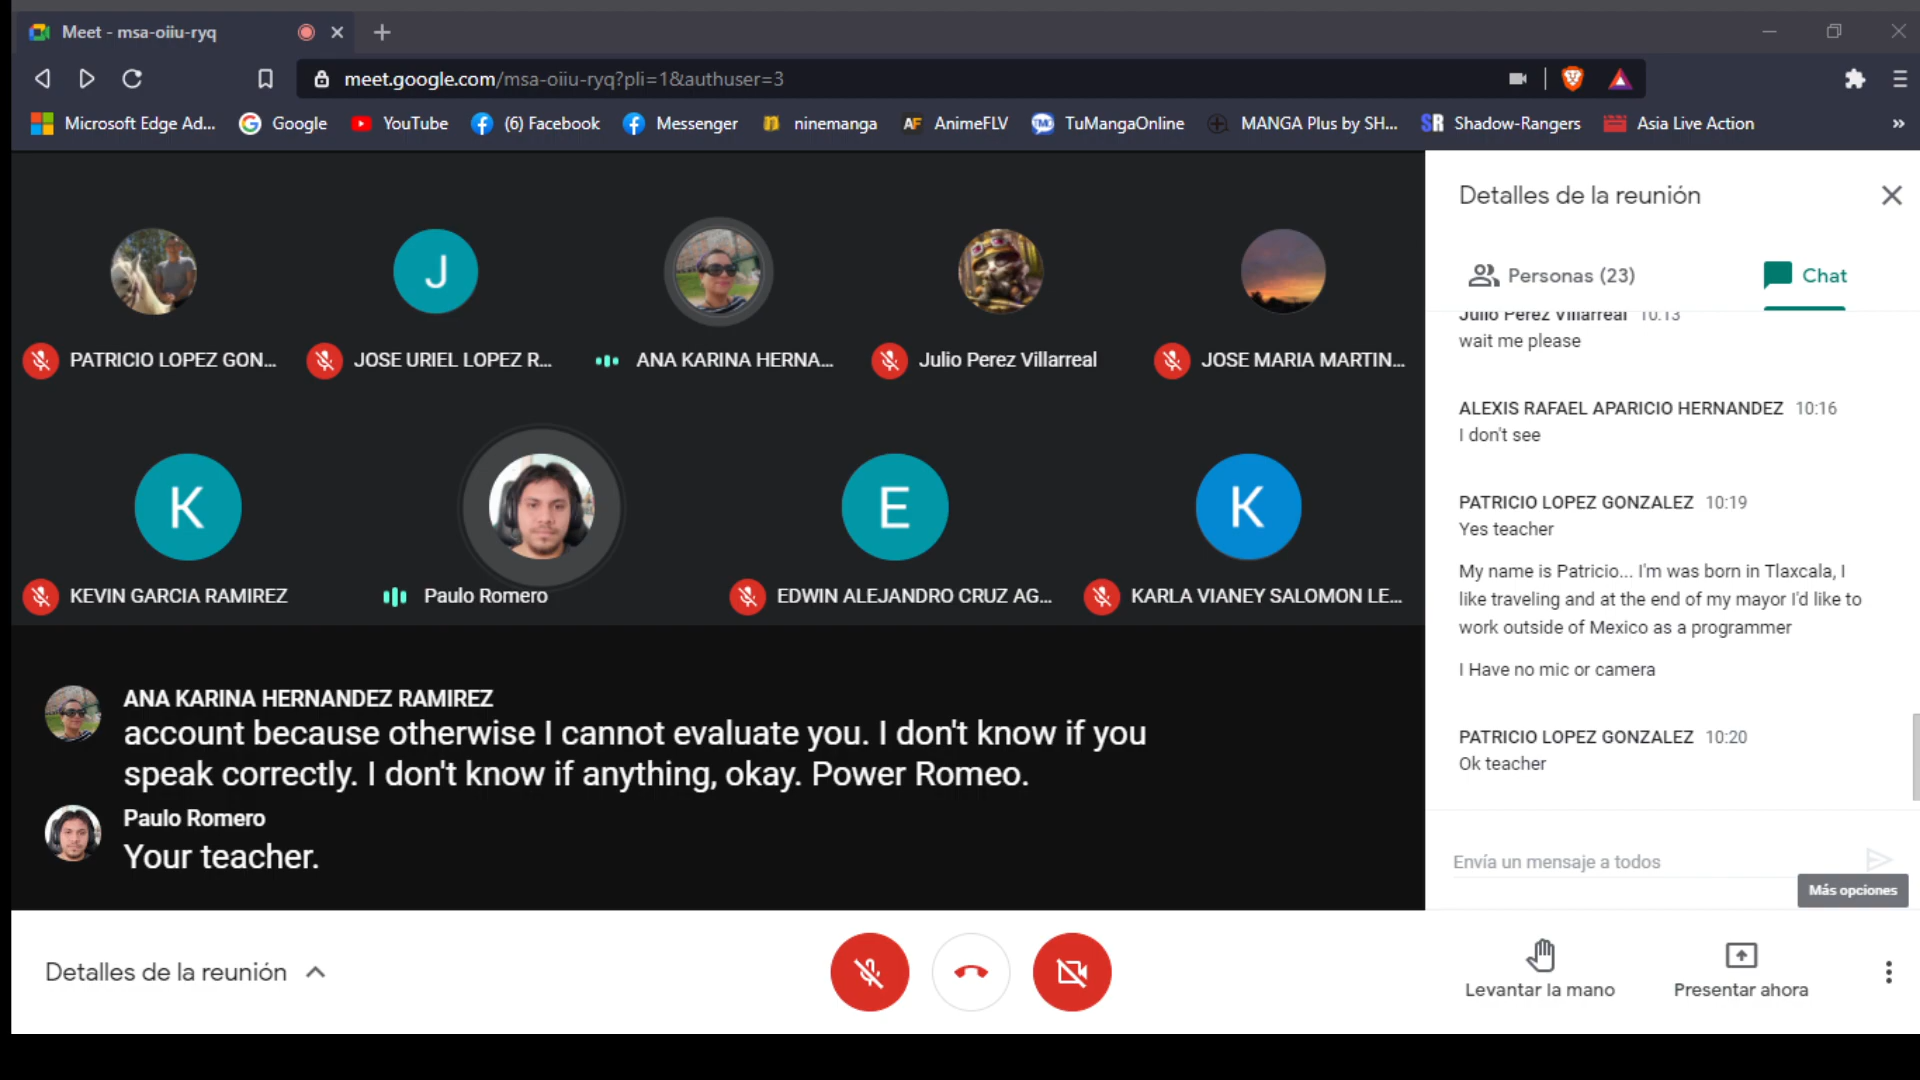 Meet - msa-oiiu-ryq
meet.google.com/msa-oiiu-ryq?pli=1&authuser=3
Microsoft Edge Ad...
Google
YouTube
(6) Facebook
Messenger
ninemanga
AF AnimeFLV
TMO TuMangaOnline
MANGA Plus by SH...
SR Shadow-Rangers
Asia Live Action
»
J
PATRICIO LOPEZ GON...
JOSE URIEL LOPEZ R...
ANA KARINA HERNA...
Julio Perez Villarreal
JOSE MARIA MARTIN...
K
E
K
KEVIN GARCIA RAMIREZ
Paulo Romero
EDWIN ALEJANDRO CRUZ AG...
KARLA VIANEY SALOMON LE...
ANA KARINA HERNANDEZ RAMIREZ
account because otherwise I cannot evaluate you. I don't know if you
speak correctly. I don't know if anything, okay. Power Romeo.
Paulo Romero
Your teacher.
Detalles de la reunión
Personas (23)
Chat
Julio Perez Villarreal 10:13
wait me please
ALEXIS RAFAEL APARICIO HERNANDEZ 10:16
I don't see
PATRICIO LOPEZ GONZALEZ 10:19
Yes teacher
My name is Patricio... I'm was born in Tlaxcala, I
like traveling and at the end of my mayor I'd like to
work outside of Mexico as a programmer
I Have no mic or camera
PATRICIO LOPEZ GONZALEZ 10:20
Ok teacher
Envía un mensaje a todos
Más opciones
Detalles de la reunión
Levantar la mano
Presentar ahora